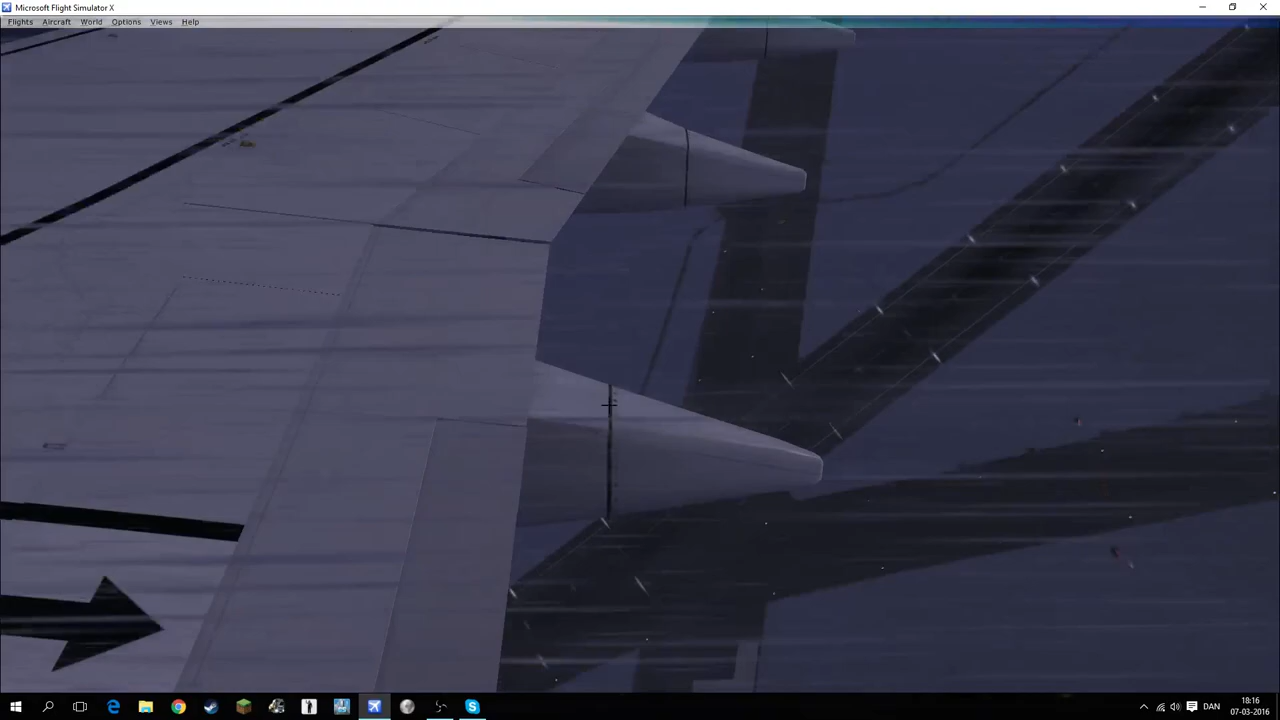 Microsoft Flight Simulator X
Flights Aircraft World Options Views Help
DAN
18:16
07-03-2016